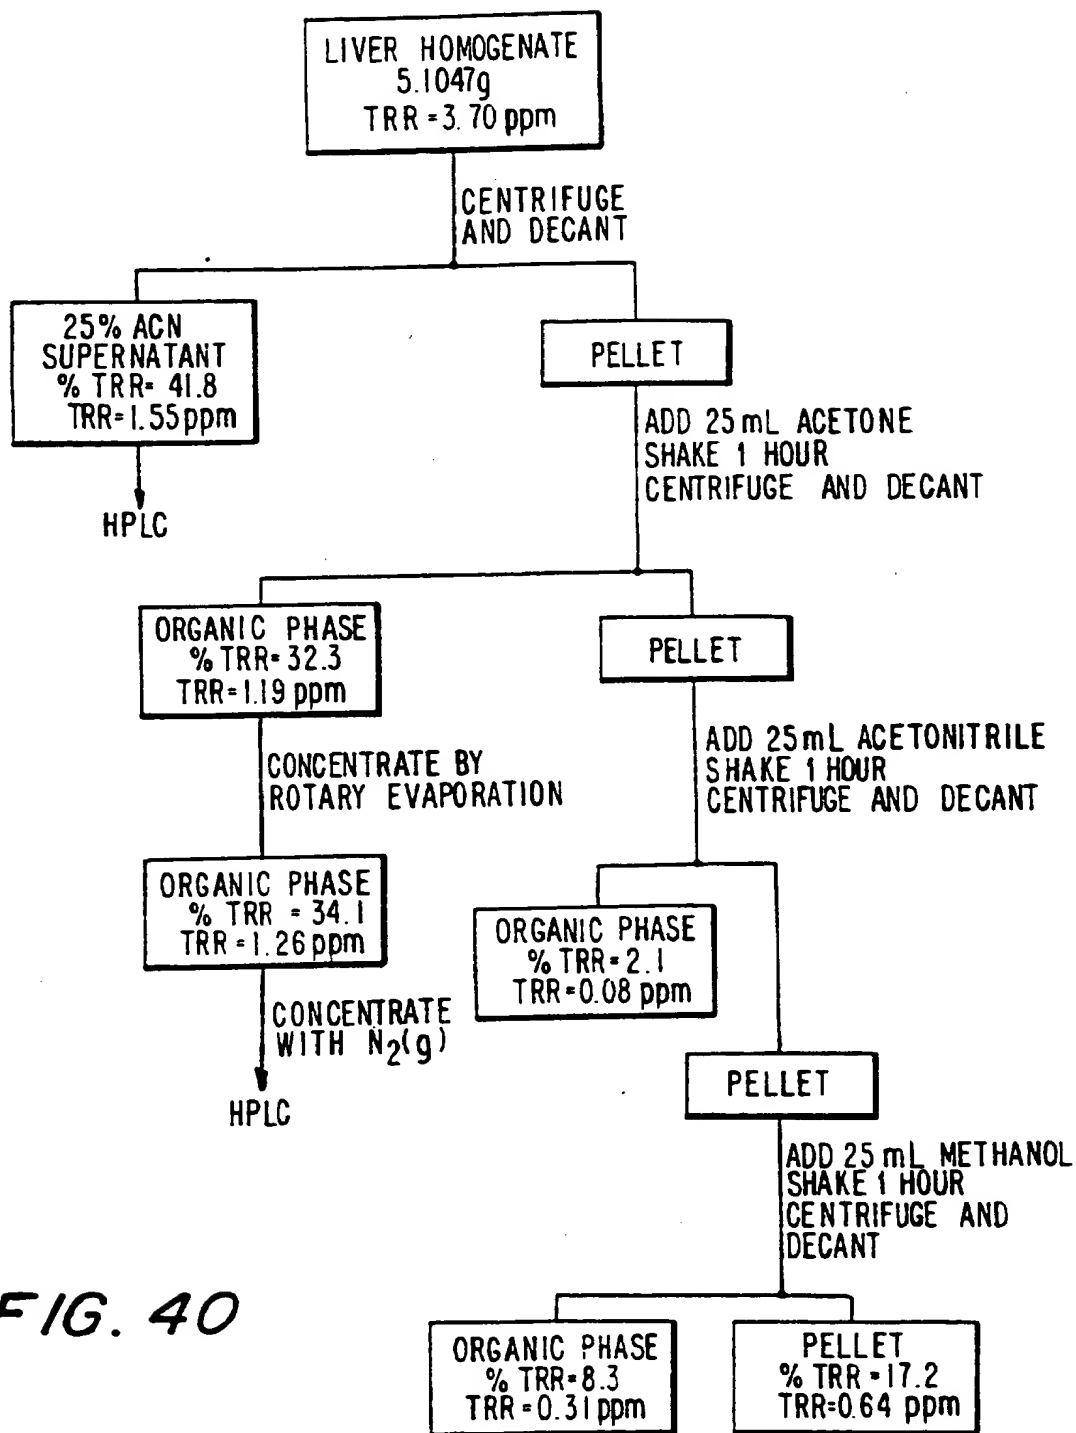 LIVER HOMOGENATE
5.1047g
TRR = 3.70 ppm
CENTRIFUGE
AND DECANT
25% ACN
SUPERNATANT
% TRR= 41.8
TRR=1.55 ppm
HPLC
PELLET
ADD 25 mL ACETONE
SHAKE 1 HOUR
CENTRIFUGE AND DECANT
ORGANIC PHASE
% TRR=32.3
TRR=1.19 ppm
CONCENTRATE BY
ROTARY EVAPORATION
ORGANIC PHASE
% TRR = 34.1
TRR=1.26 ppm
CONCENTRATE
WITH N2(g)
HPLC
PELLET
ADD 25mL ACETONITRILE
SHAKE 1 HOUR
CENTRIFUGE AND DECANT
ORGANIC PHASE
% TRR=2.1
TRR=0.08 ppm
PELLET
ADD 25 mL METHANOL
SHAKE 1 HOUR
CENTRIFUGE AND
DECANT
ORGANIC PHASE
% TRR=8.3
TRR=0.31 ppm
PELLET
% TRR =17.2
TRR=0.64 ppm
FIG. 40